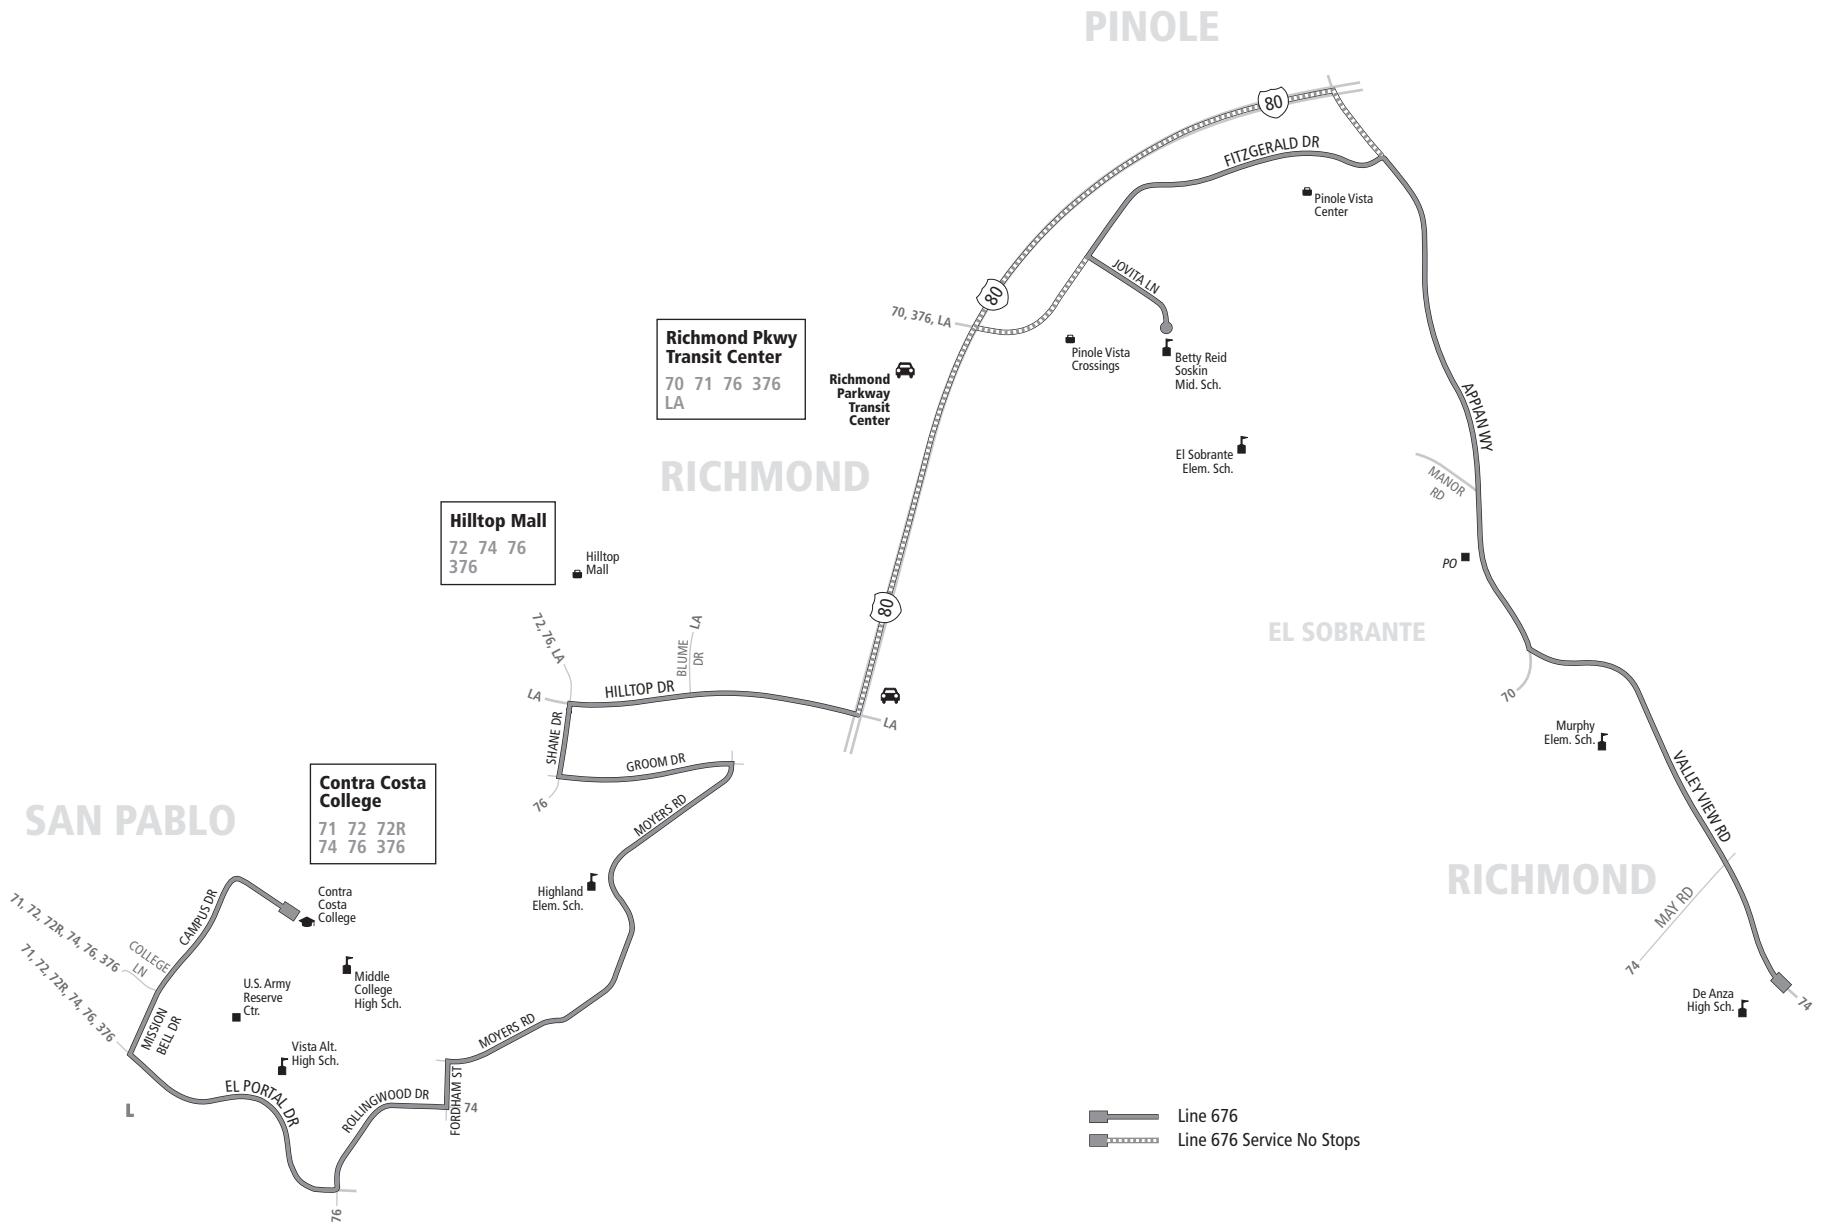 PINOLE
80
FITZGERALD DR
Pinole Vista
Center
JOVITA LN
80
70, 376, LA
Richmond Pkwy
Transit Center
70 71 76 376
LA
Richmond
Parkway
Transit
Center
Pinole Vista
Crossings
Betty Reid
Soskin
Mid. Sch.
APPIAN WY
El Sobrante
Elem. Sch.
RICHMOND
MANOR
RD
Hilltop Mall
72 74 76
376
Hilltop
Mall
PO
80
EL SOBRANTE
72, 76, LA
BLUME
DR
LA
LA
HILLTOP DR
LA
70
SHANE DR
GROOM DR
76
Murphy
Elem. Sch.
VALLEY VIEW RD
Contra Costa
College
71 72 72R
74 76 376
SAN PABLO
MOYERS RD
RICHMOND
Highland
Elem. Sch.
Contra
Costa
College
CAMPUS DR
MAY RD
74
71, 72, 72R, 74, 76, 376
COLLEGE
LN
71, 72, 72R, 74, 76, 376
Middle
College
High Sch.
U.S. Army
Reserve
Ctr.
De Anza
High Sch.
74
MISSION
BELL DR
MOYERS RD
Vista Alt.
High Sch.
EL PORTAL DR
ROLLINGWOOD DR
FORDHAM ST
74
L
76
Line 676
Line 676 Service No Stops